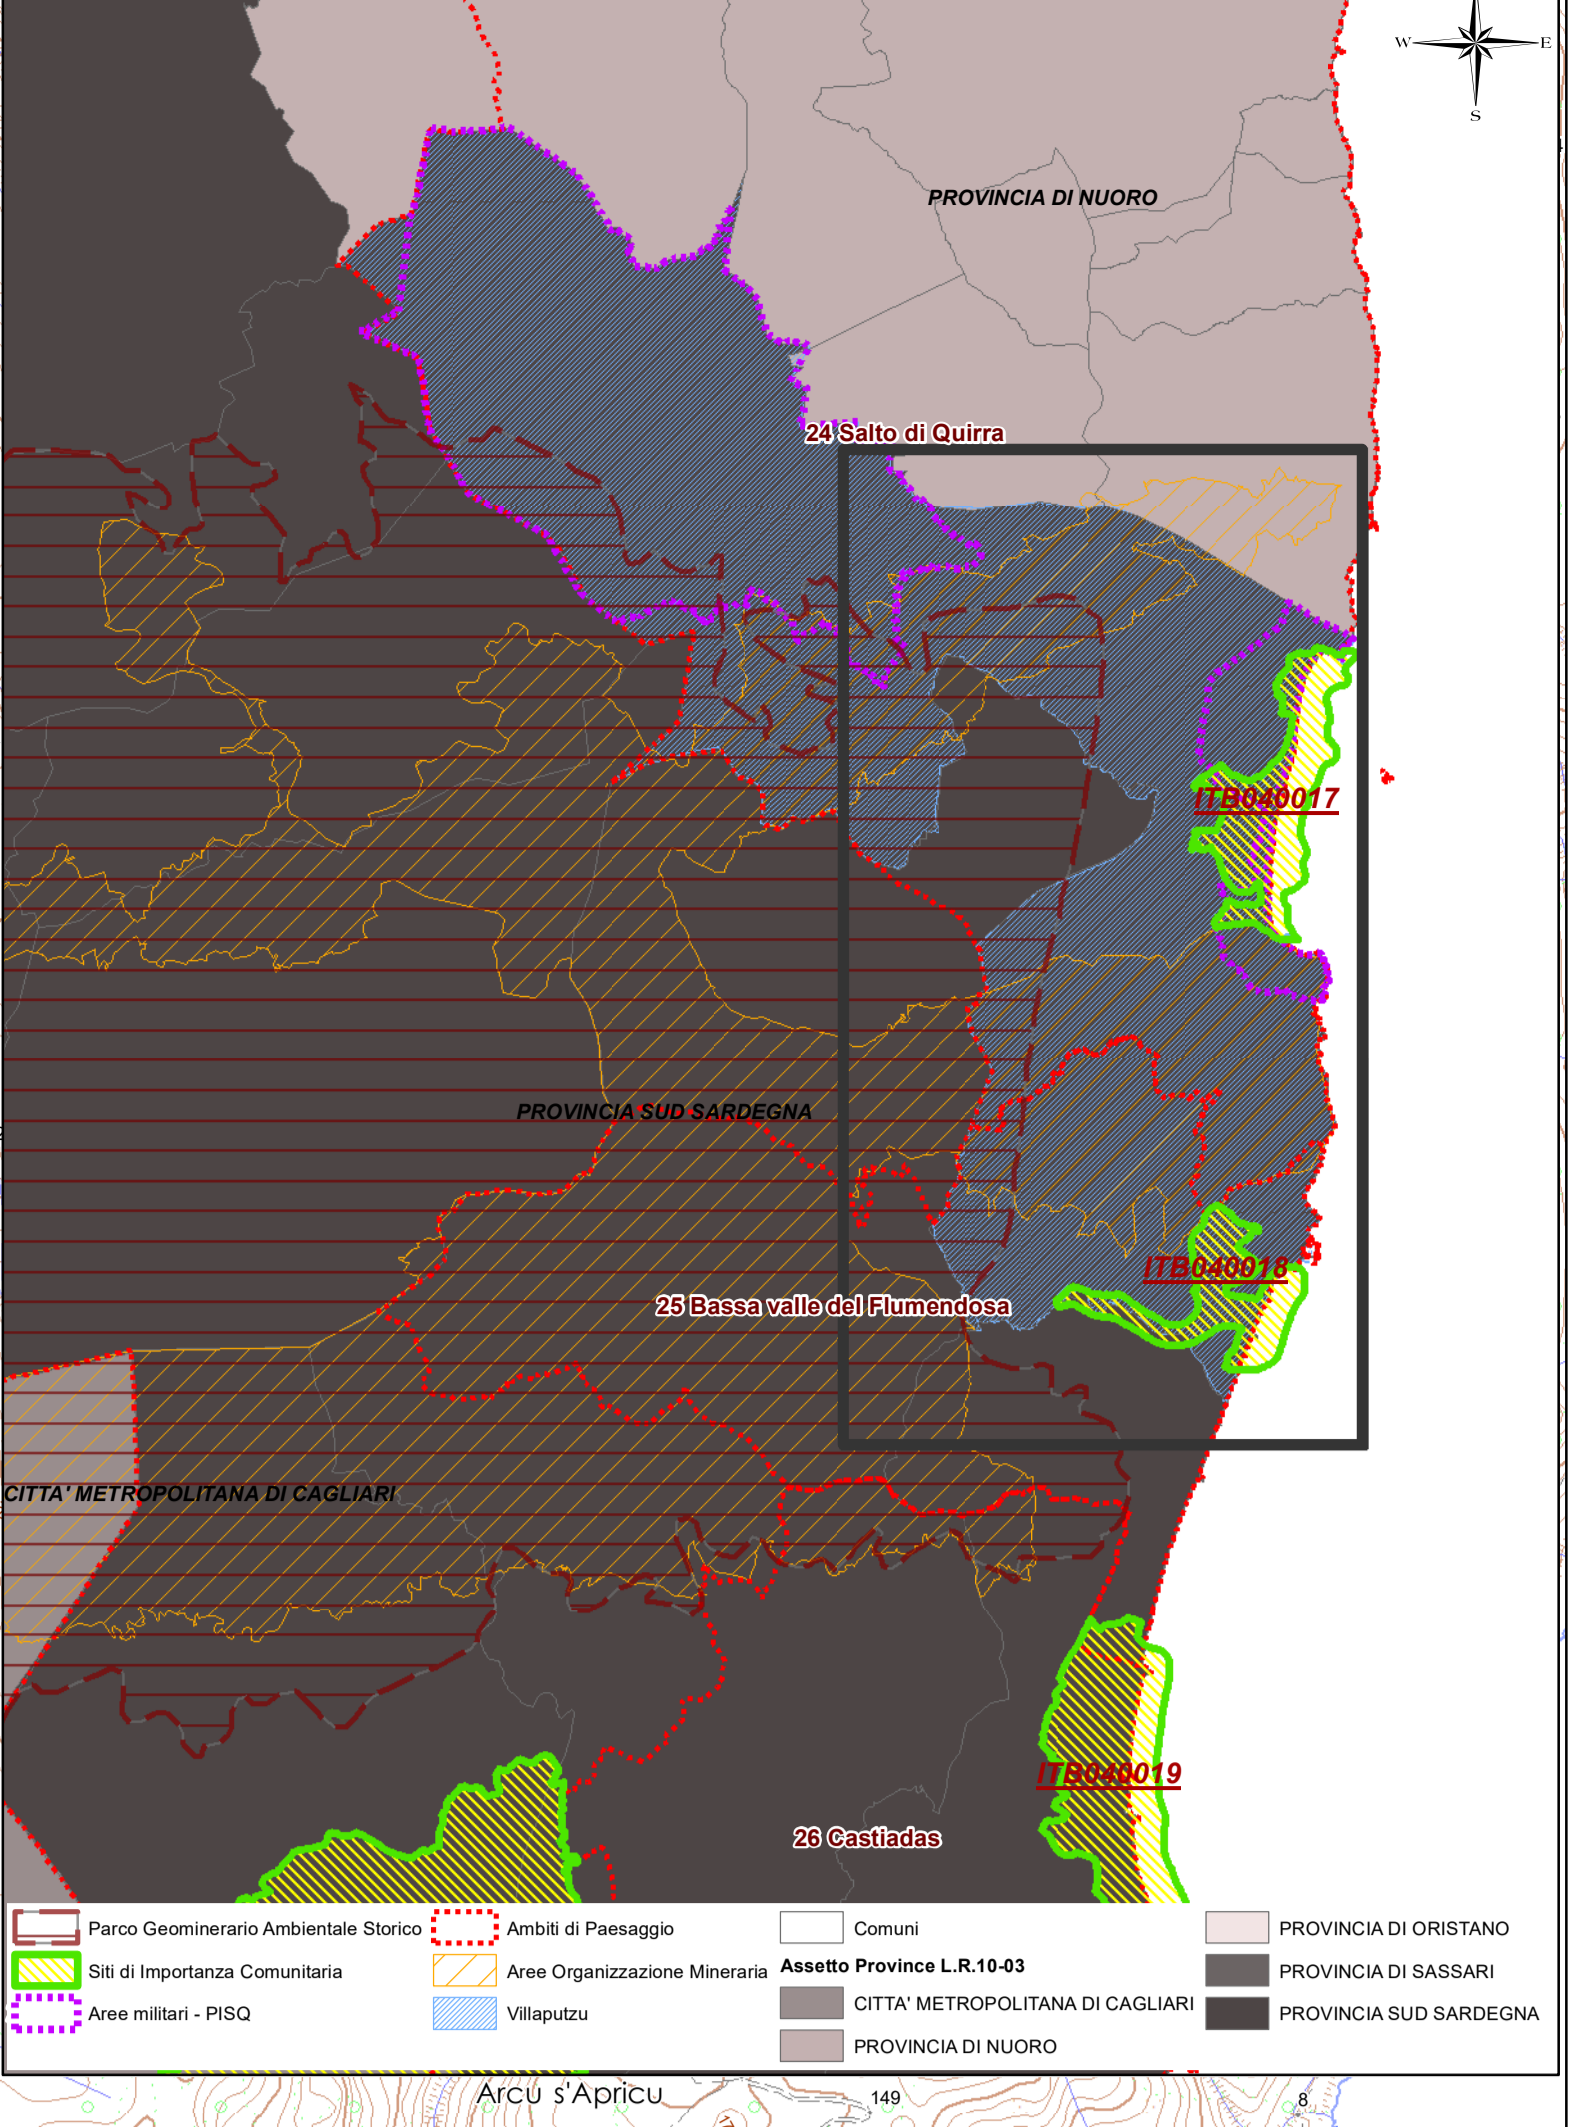 W E
S
PROVINCIA DI NUORO
24 Salto di Quirra
ITB040017
PROVINCIA SUD SARDEGNA
ITB040018
25 Bassa valle del Flumendosa
CITTA' METROPOLITANA DI CAGLIARI
ITB040019
26 Castiadas
Parco Geominerario Ambientale Storico
Siti di Importanza Comunitaria
Aree militari - PISQ
Ambiti di Paesaggio
Aree Organizzazione Mineraria
Villaputzu
Comuni
Assetto Province L.R.10-03
CITTA' METROPOLITANA DI CAGLIARI
PROVINCIA DI NUORO
PROVINCIA DI ORISTANO
PROVINCIA DI SASSARI
PROVINCIA SUD SARDEGNA
Arcu s'Apricu
149
8